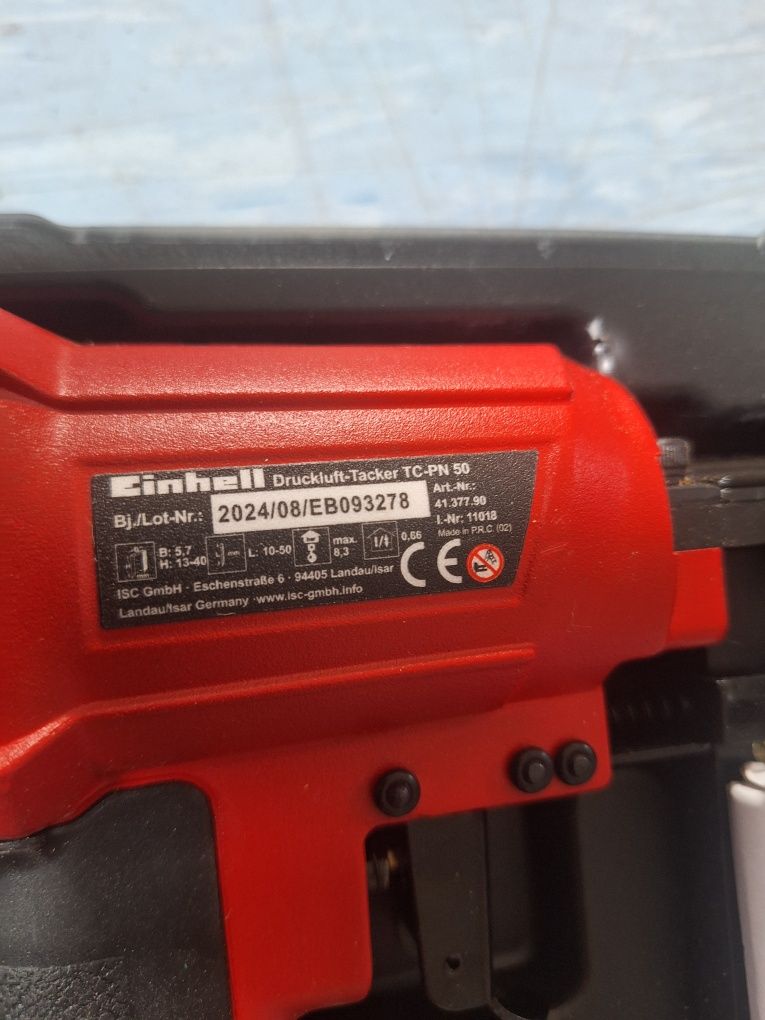 Einhell Druckluft-Tacker TC-PN 50
Bj./Lot-Nr.: 2024/08/EB093278
Art.-Nr.:
41.377.90
I.-Nr: 11018
Made in P.R.C. (02)
B: 5,7
H: 13-40
mm
L: 10-50
max.
8,3
0,66
CE
ISC GmbH · Eschenstraße 6 · 94405 Landau/Isar
Landau/Isar Germany · www.isc-gmbh.info